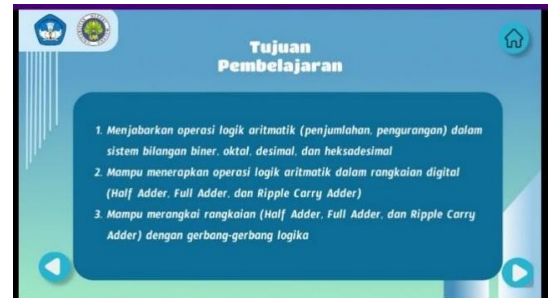 Tujuan
Pembelajaran
1. Menjabarkan operasi logik aritmatik (penjumlahan, pengurangan) dalam
sistem bilangan biner, oktal, desimal, dan heksadesimal
2. Mampu menerapkan operasi logik aritmatik dalam rangkaian digital
(Half Adder, Full Adder, dan Ripple Carry Adder)
3. Mampu merangkai rangkaian (Half Adder, Full Adder, dan Ripple Carry
Adder) dengan gerbang-gerbang logika